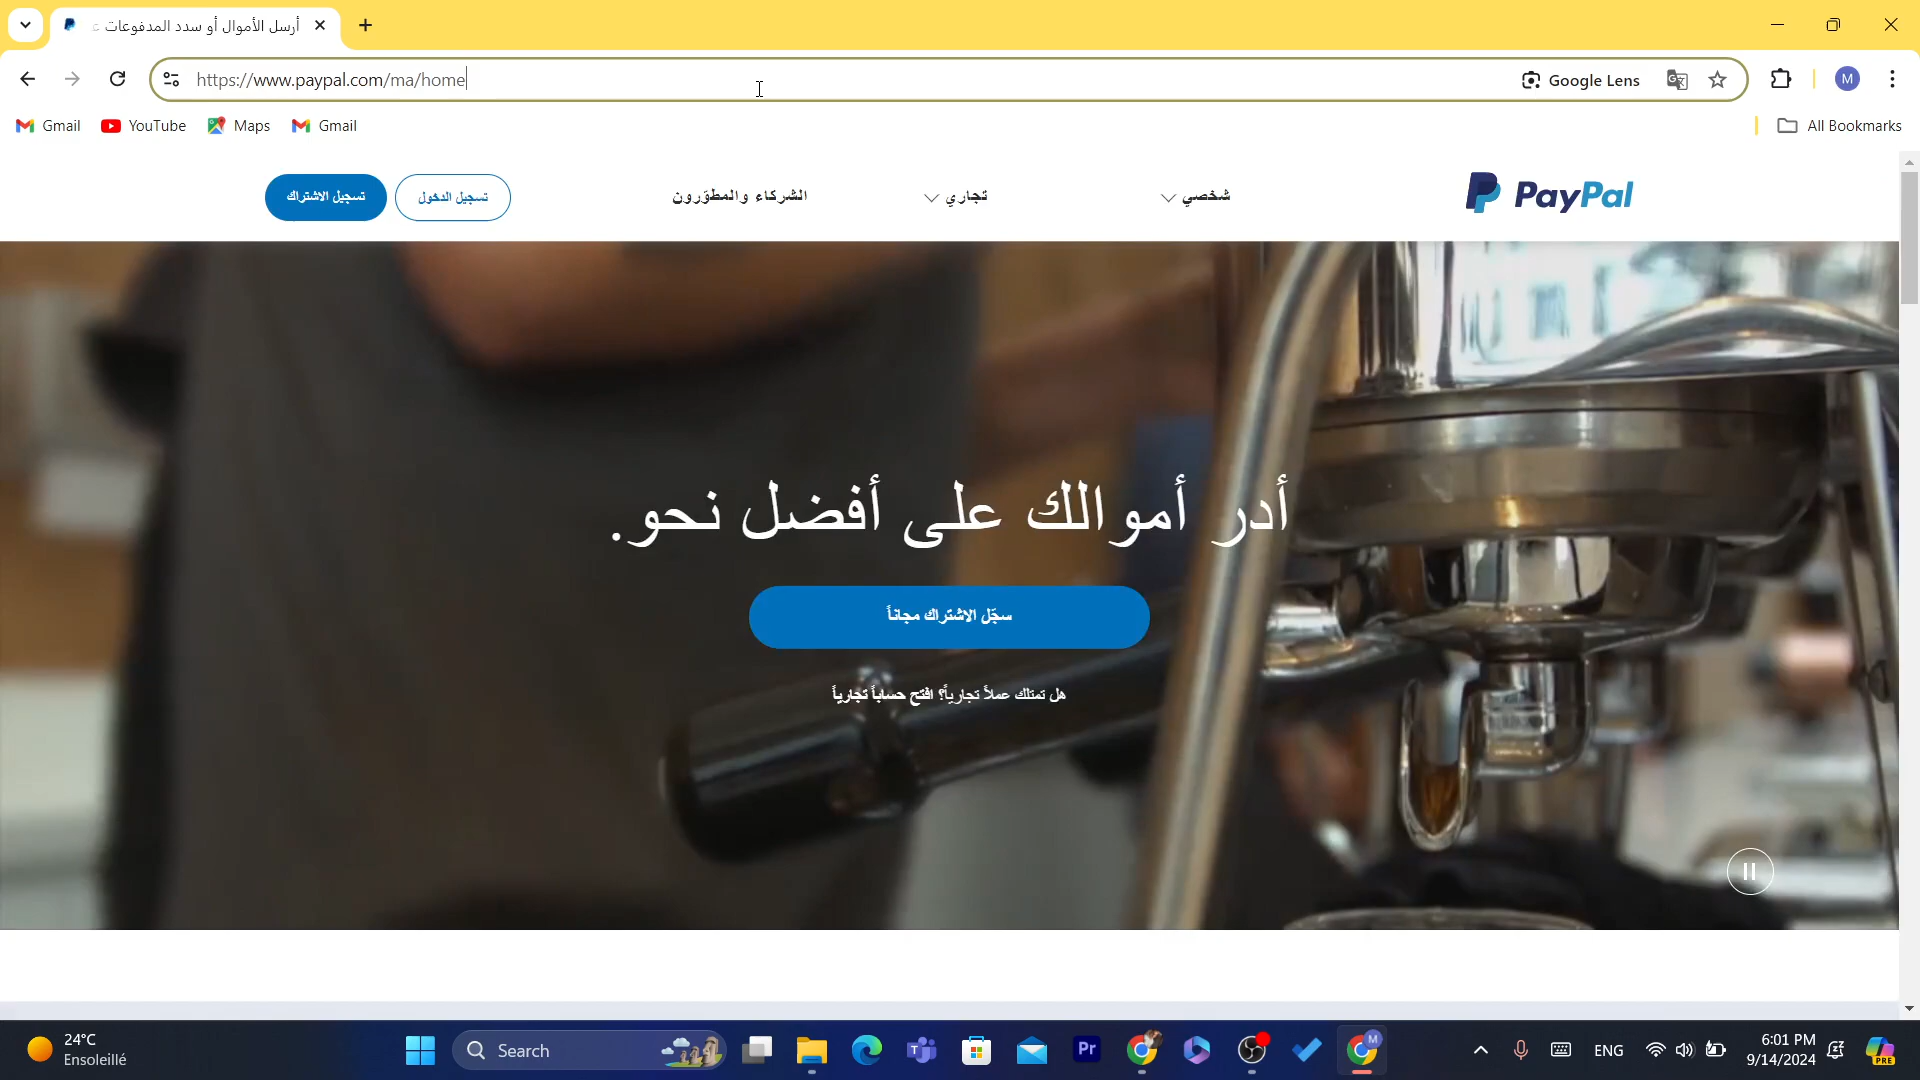 أرسل الأموال أو سدد المدفوعات ع
https://www.paypal.com/ma/home
Google Lens
M
Gmail
YouTube
Maps
Gmail
All Bookmarks
PayPal
شخصي
تجاري
الشركاء والمطوّرون
تسجيل الدخول
تسجيل الاشتراك
أدر أموالك على أفضل نحو.
سجّل الاشتراك مجاناً
هل تمتلك عملاً تجارياً؟ افتح حساباً تجارياً
24°C
Ensoleillé
Search
Pr
M
ENG
6:01 PM
9/14/2024
PRE